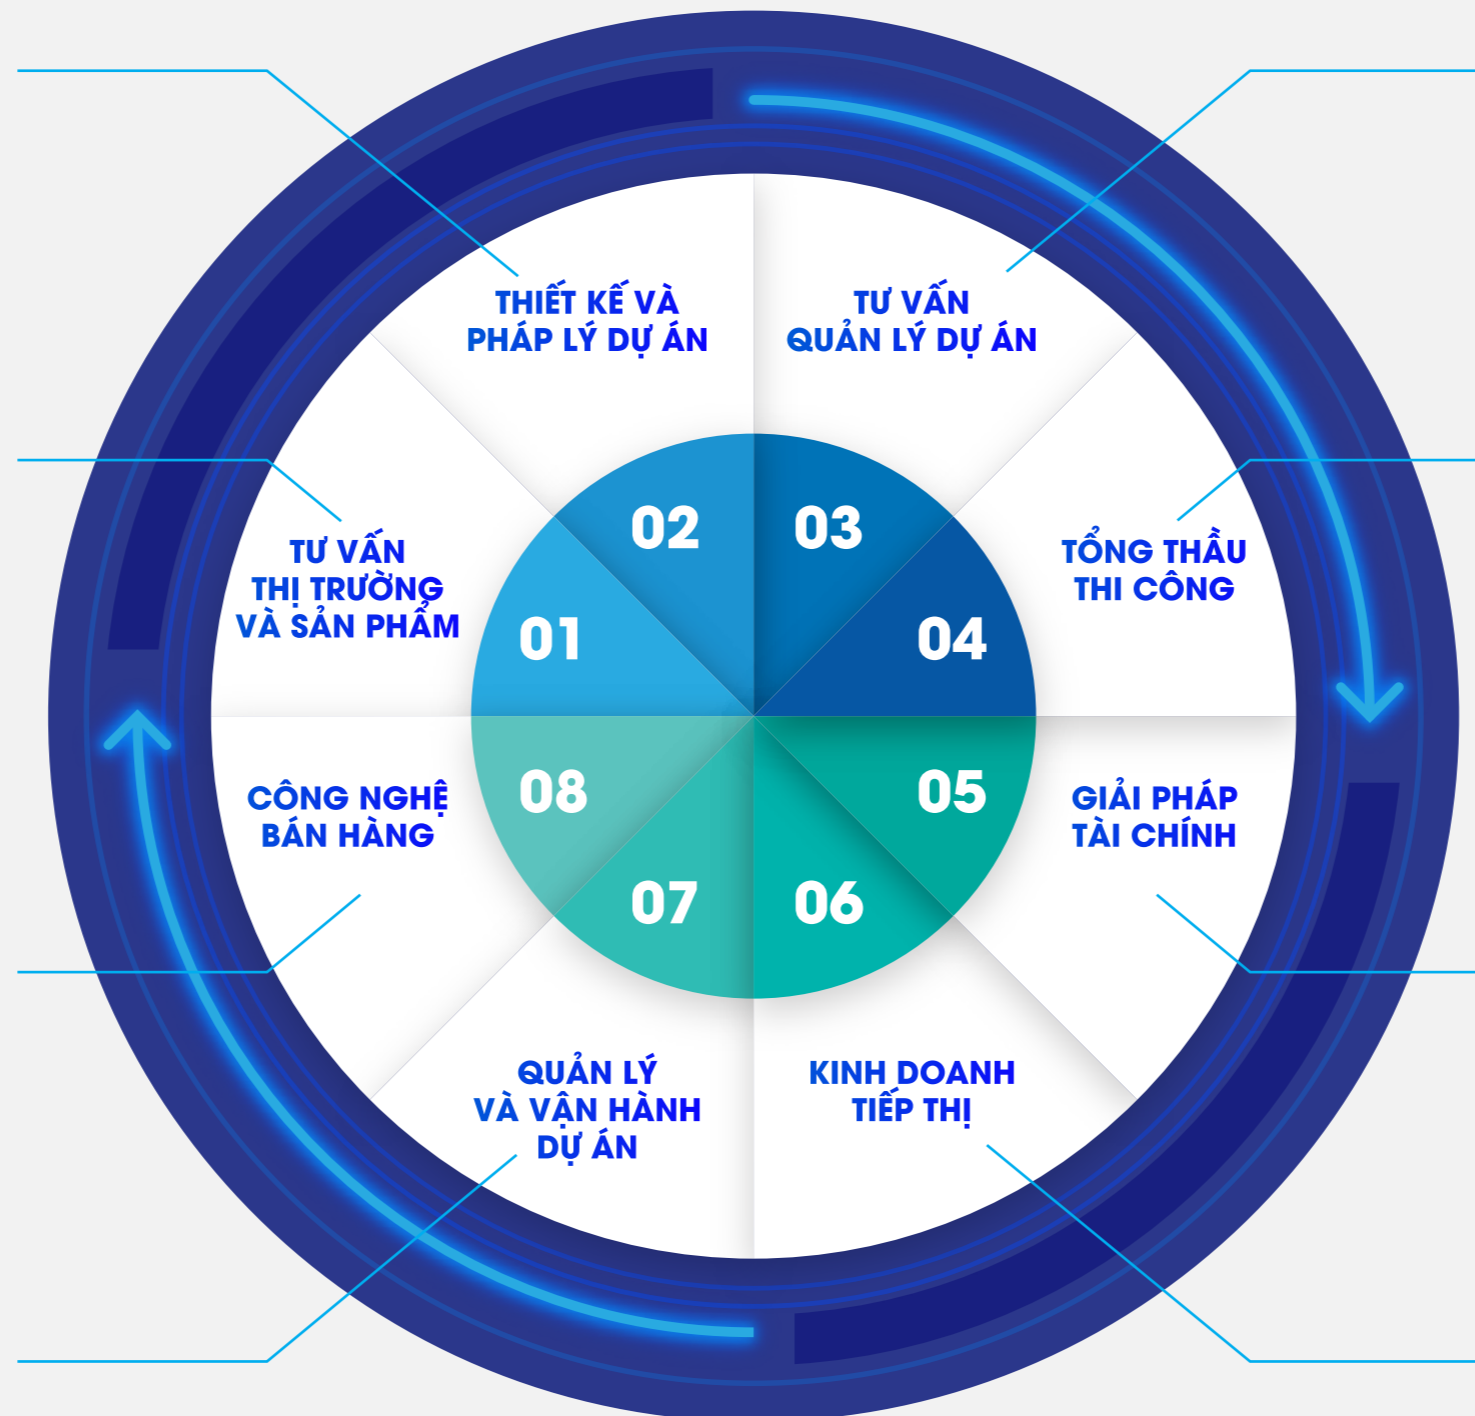 THIẾT KẾ VÀ
PHÁP LÝ DỰ ÁN
TƯ VẤN
QUẢN LÝ DỰ ÁN
02
03
TƯ VẤN
THỊ TRƯỜNG
VÀ SẢN PHẨM
01
04
TỔNG THẦU
THI CÔNG
CÔNG NGHỆ
BÁN HÀNG
08
05
GIẢI PHÁP
TÀI CHÍNH
07
06
QUẢN LÝ
VÀ VẬN HÀNH
DỰ ÁN
KINH DOANH
TIẾP THỊ